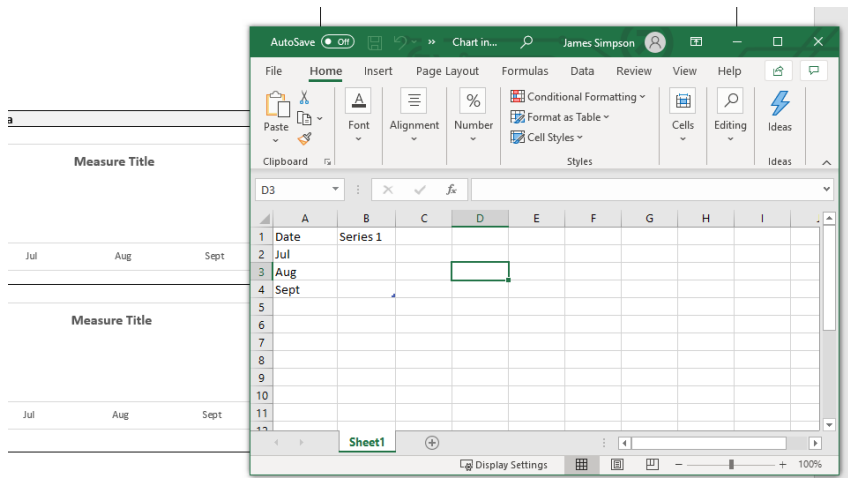 AutoSave Off Chart in... James Simpson
File Home Insert Page Layout Formulas Data Review View Help
Paste Font Alignment Number Conditional Formatting Format as Table Cell Styles Cells Editing Ideas
Clipboard Styles Ideas
D3 fx
A B C D E F G H I
1 Date Series 1
2 Jul
3 Aug
4 Sept
5
6
7
8
9
10
11
12
Sheet1
Display Settings 100%
a
Measure Title
Jul Aug Sept
Measure Title
Jul Aug Sept